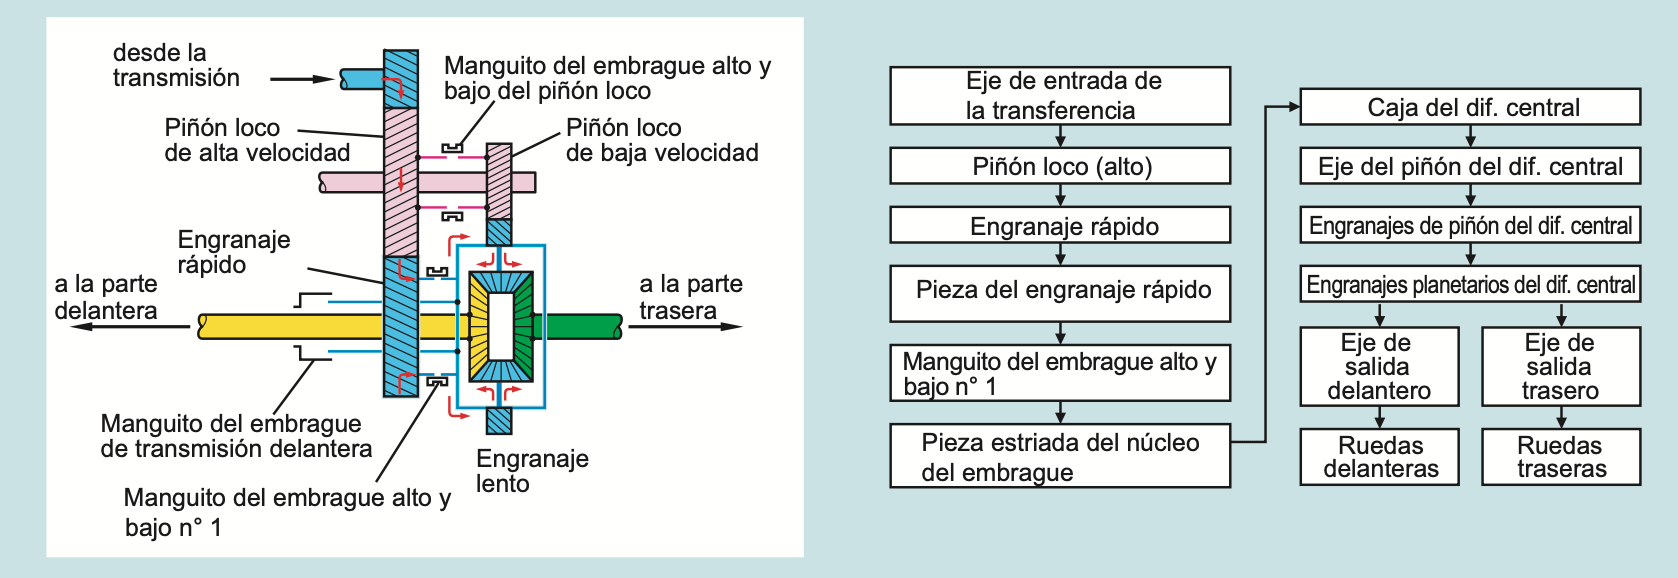 desde la
transmisión
Manguito del embrague alto y
bajo del piñón loco
Piñón loco
de alta velocidad
Piñón loco
de baja velocidad
Engranaje
rápido
a la parte
delantera
a la parte
trasera
Manguito del embrague
de transmisión delantera
Engranaje
lento
Manguito del embrague alto y
bajo n° 1
Eje de entrada de
la transferencia
Piñón loco (alto)
Engranaje rápido
Pieza del engranaje rápido
Manguito del embrague alto y
bajo n° 1
Pieza estriada del núcleo
del embrague
Caja del dif. central
Eje del piñón del dif. central
Engranajes de piñón del dif. central
Engranajes planetarios del dif. central
Eje de
salida
delantero
Eje de
salida
trasero
Ruedas
delanteras
Ruedas
traseras